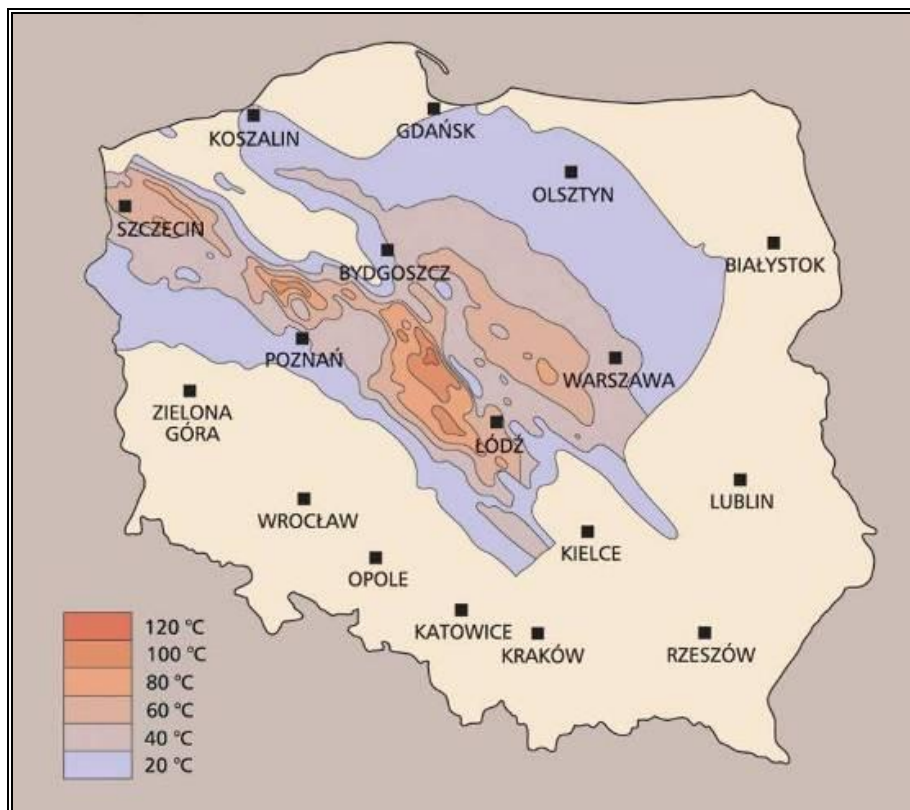 KOSZALIN
GDAŃSK
OLSZTYN
SZCZECIN
BYDGOSZCZ
BIAŁYSTOK
POZNAŃ
WARSZAWA
ZIELONA
GÓRA
ŁÓDŹ
LUBLIN
WROCŁAW
KIELCE
OPOLE
KATOWICE
KRAKÓW
RZESZÓW
120 °C
100 °C
80 °C
60 °C
40 °C
20 °C